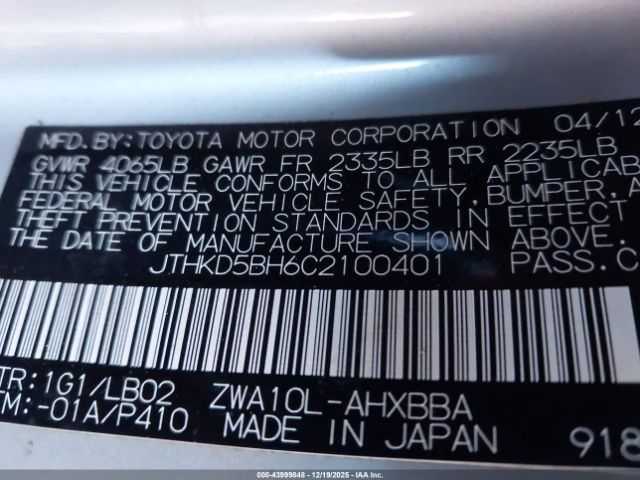 MFD. BY: TOYOTA MOTOR CORPORATION 04/12
GVWR 4065LB GAWR FR 2335LB RR 2235LB
THIS VEHICLE CONFORMS TO ALL APPLICAB
FEDERAL MOTOR VEHICLE SAFETY, BUMPER, A
THEFT PREVENTION STANDARDS IN EFFECT
THE DATE OF MANUFACTURE SHOWN ABOVE.
JTHKD5BH6C2100401 PASS. C
TR: 1G1/LB02 ZWA10L-AHXBBA
TM: -01A/P410 MADE IN JAPAN 918
000-43999848 - 12/19/2025 - IAAI.COM